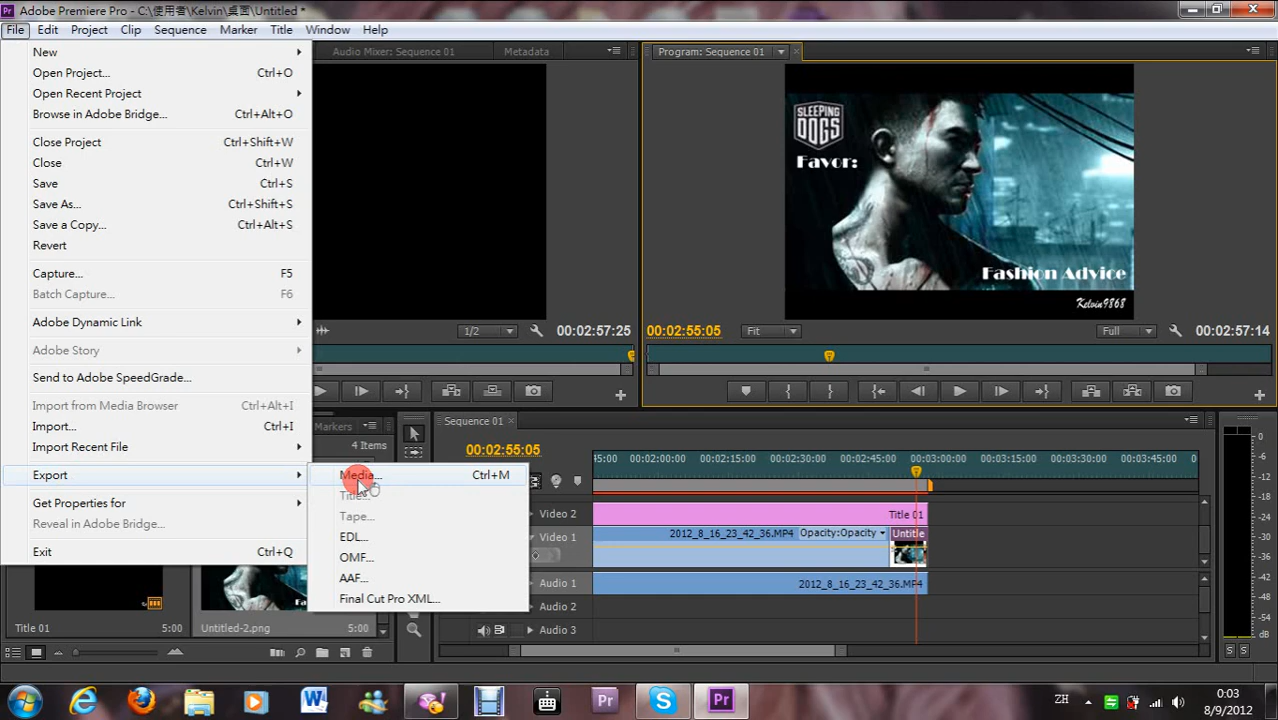 Adobe Premiere Pro - C:\使用者\Kelvin\桌面\Untitled *
File Edit Project Clip Sequence Marker Title Window Help
New
Open Project... Ctrl+O
Open Recent Project
Browse in Adobe Bridge... Ctrl+Alt+O
Close Project Ctrl+Shift+W
Close Ctrl+W
Save Ctrl+S
Save As... Ctrl+Shift+S
Save a Copy... Ctrl+Alt+S
Revert
Capture... F5
Batch Capture... F6
Adobe Dynamic Link
Adobe Story
Send to Adobe SpeedGrade...
Import from Media Browser Ctrl+Alt+I
Import... Ctrl+I
Import Recent File
Export
Get Properties for
Reveal in Adobe Bridge...
Exit Ctrl+Q
Media... Ctrl+M
Title...
Tape...
EDL...
OMF...
AAF...
Final Cut Pro XML...
Audio Mixer: Sequence 01 Metadata
1/2 00:02:57:25
Program: Sequence 01
SLEEPING DOGS
Favor:
Fashion Advice
Kelvin9868
00:02:55:05 Fit Full 00:02:57:14
Markers
4 Items
Title 01 5:00
Untitled-2.png 5:00
Sequence 01
00:02:55:05
:45:00 00:02:00:00 00:02:15:00 00:02:30:00 00:02:45:00 00:03:00:00 00:03:15:00 00:03:30:00 00:03:45:00
Video 2 Title 01
Video 1 2012_8_16_23_42_36.MP4 Opacity:Opacity Untitle
Audio 1 2012_8_16_23_42_36.MP4
Audio 2
Audio 3
0
-6
-12
-18
-24
-30
-36
-42
-48
-54
dB
S S
ZH
0:03
8/9/2012